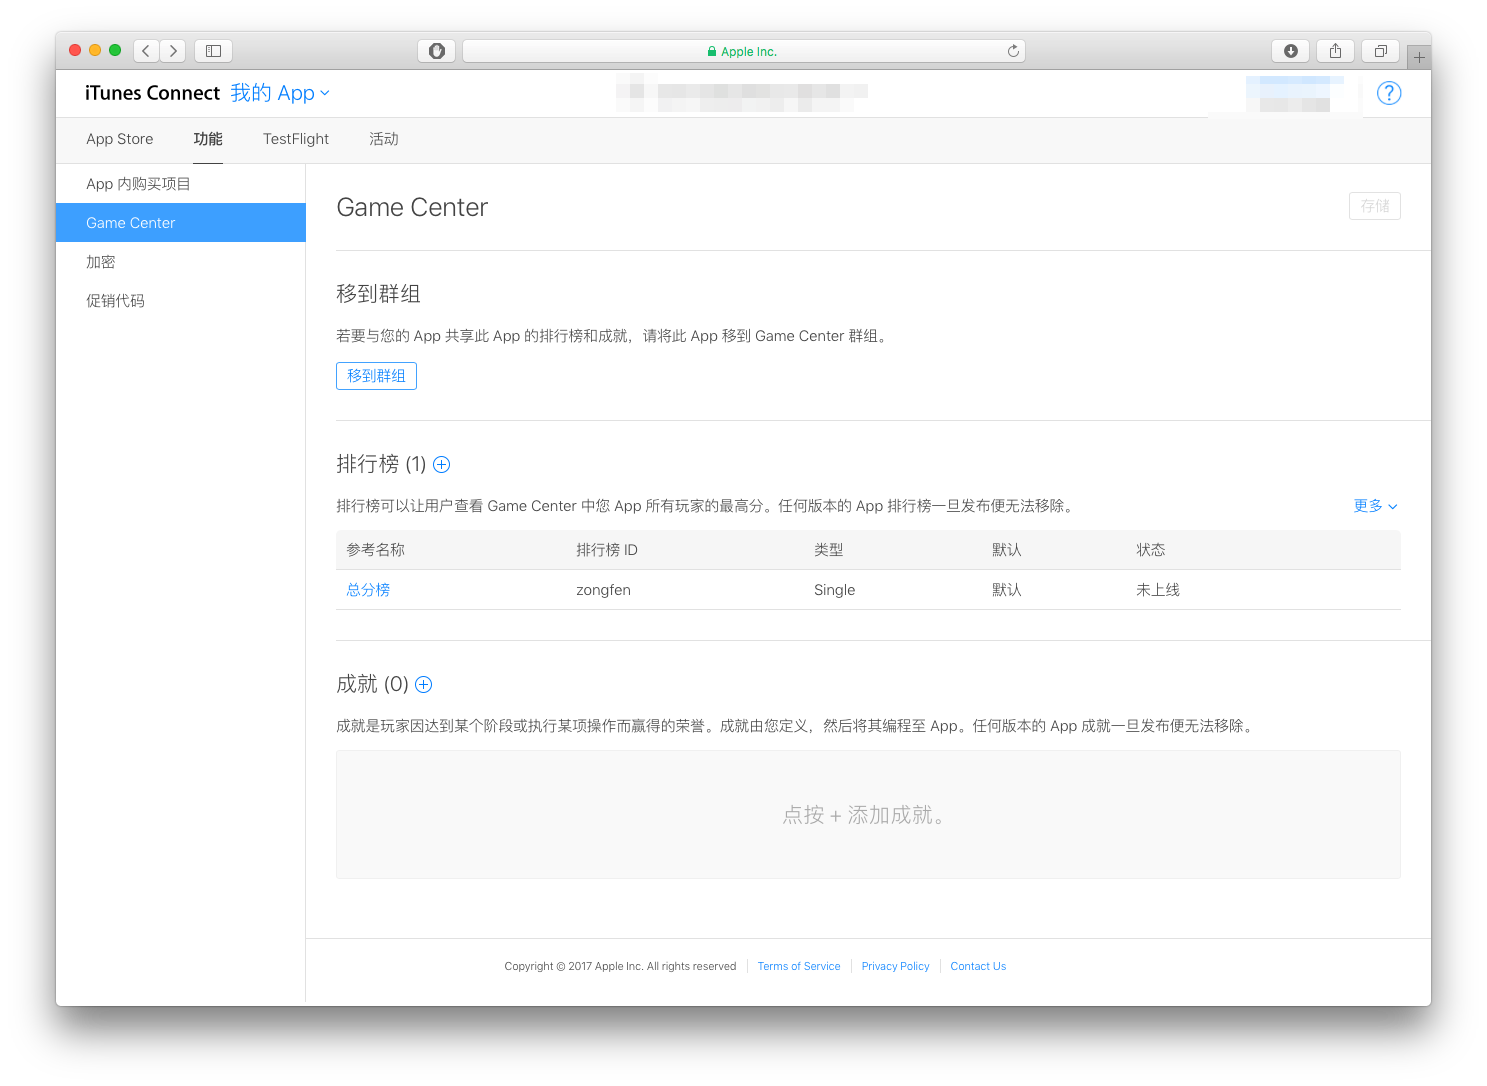 Apple Inc.
iTunes Connect 我的 App
?
App Store 功能 TestFlight 活动
App 内购买项目
Game Center
加密
促销代码
Game Center
存储
移到群组
若要与您的 App 共享此 App 的排行榜和成就，请将此 App 移到 Game Center 群组。
移到群组
排行榜 (1)
排行榜可以让用户查看 Game Center 中您 App 所有玩家的最高分。任何版本的 App 排行榜一旦发布便无法移除。
更多
参考名称 排行榜 ID 类型 默认 状态
总分榜 zongfen Single 默认 未上线
成就 (0)
成就是玩家因达到某个阶段或执行某项操作而赢得的荣誉。成就由您定义，然后将其编程至 App。任何版本的 App 成就一旦发布便无法移除。
点按 + 添加成就。
Copyright © 2017 Apple Inc. All rights reserved Terms of Service Privacy Policy Contact Us